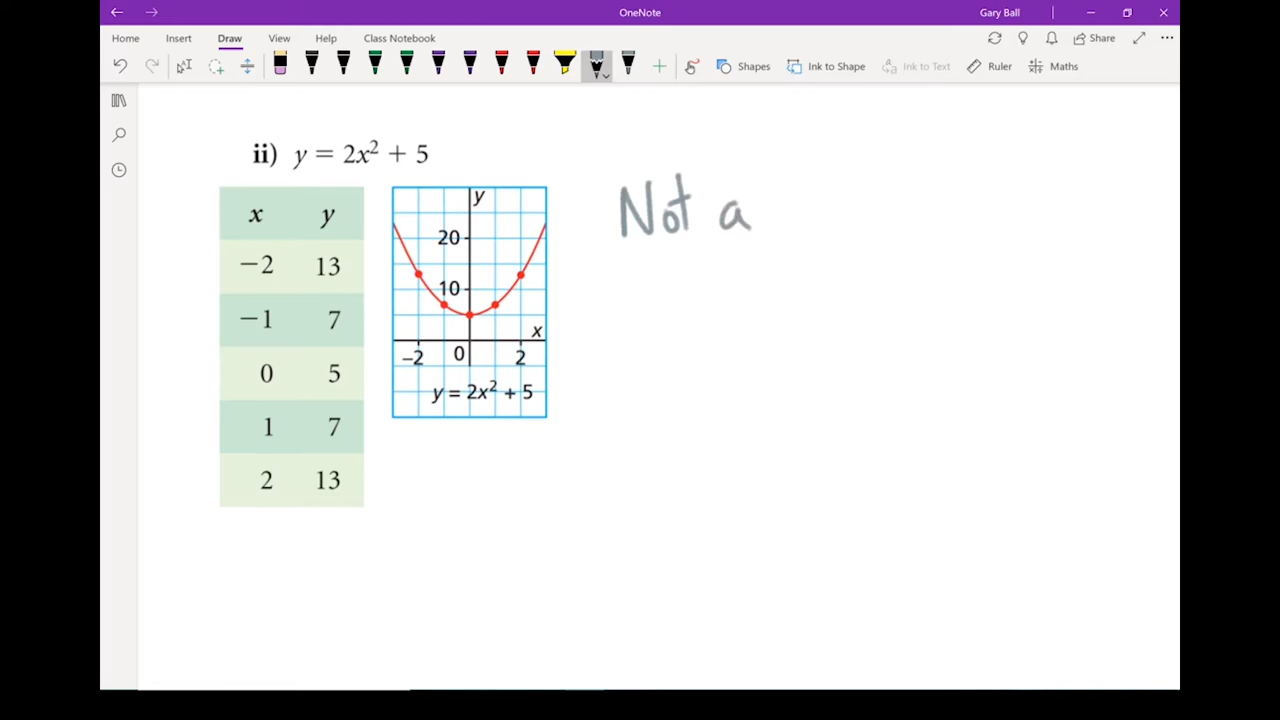 OneNote
Gary Ball
Home Insert Draw View Help Class Notebook
Share
Shapes Ink to Shape Ink to Text Ruler Maths
ii) y = 2x² + 5
Not a
x y
−2 13
−1 7
0 5
1 7
2 13
y
20
10
x
−2 0 2
y = 2x² + 5